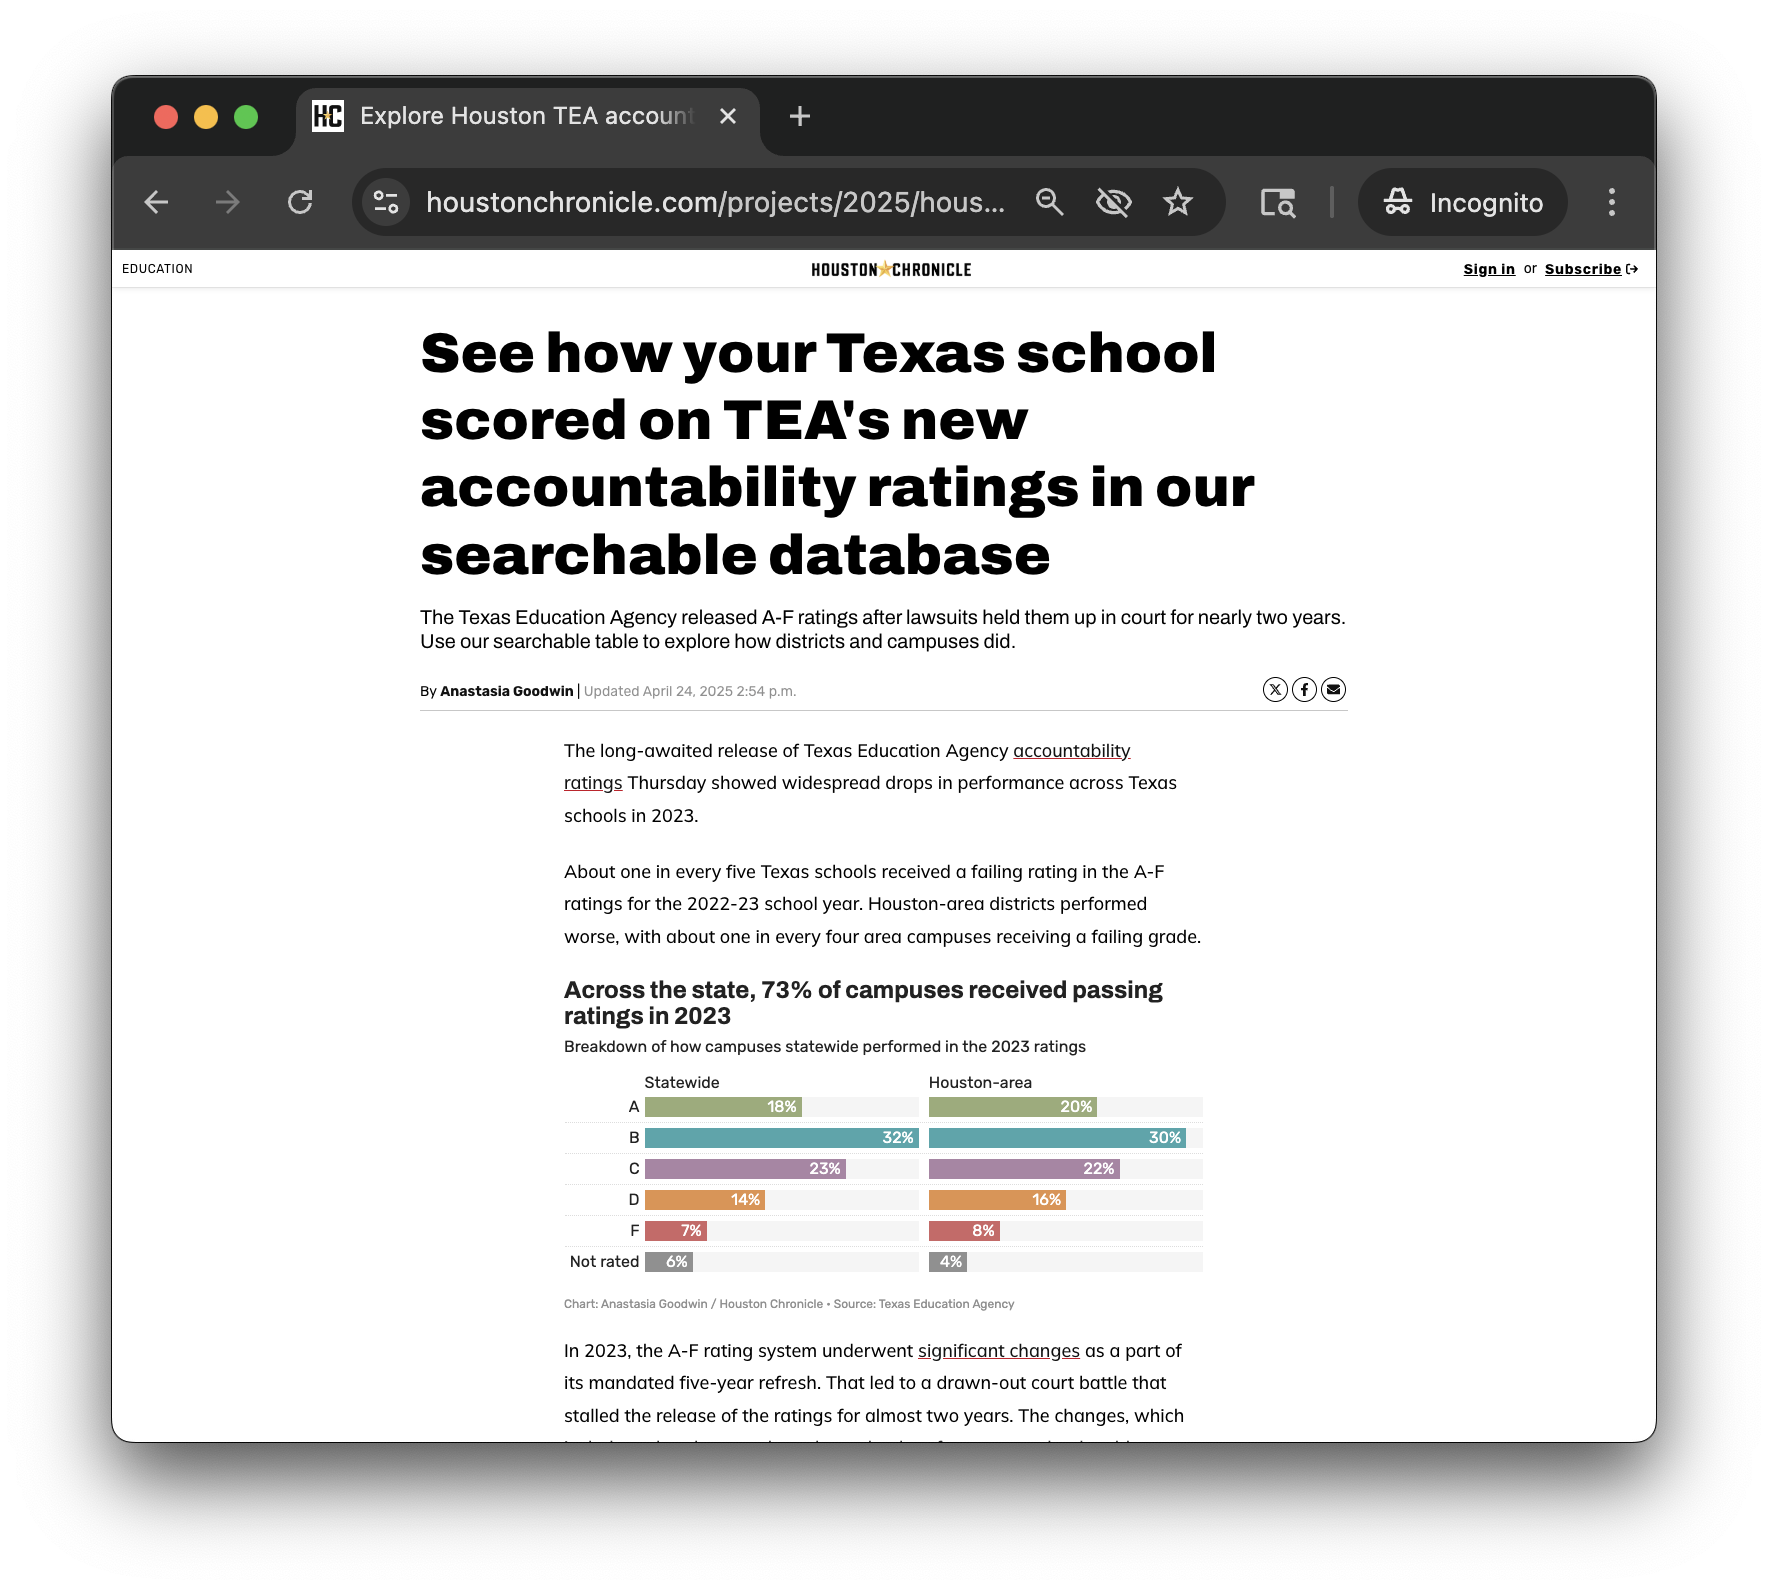 Explore Houston TEA account
houstonchronicle.com/projects/2025/hous...
Incognito
EDUCATION
HOUSTON CHRONICLE
Sign in or Subscribe
See how your Texas school
scored on TEA's new
accountability ratings in our
searchable database
The Texas Education Agency released A-F ratings after lawsuits held them up in court for nearly two years.
Use our searchable table to explore how districts and campuses did.
By Anastasia Goodwin | Updated April 24, 2025 2:54 p.m.
The long-awaited release of Texas Education Agency accountability
ratings Thursday showed widespread drops in performance across Texas
schools in 2023.
About one in every five Texas schools received a failing rating in the A-F
ratings for the 2022-23 school year. Houston-area districts performed
worse, with about one in every four area campuses receiving a failing grade.
Across the state, 73% of campuses received passing
ratings in 2023
Breakdown of how campuses statewide performed in the 2023 ratings
Statewide Houston-area
A 18% 20%
B 32% 30%
C 23% 22%
D 14% 16%
F 7% 8%
Not rated 6% 4%
Chart: Anastasia Goodwin / Houston Chronicle • Source: Texas Education Agency
In 2023, the A-F rating system underwent significant changes as a part of
its mandated five-year refresh. That led to a drawn-out court battle that
stalled the release of the ratings for almost two years. The changes, which